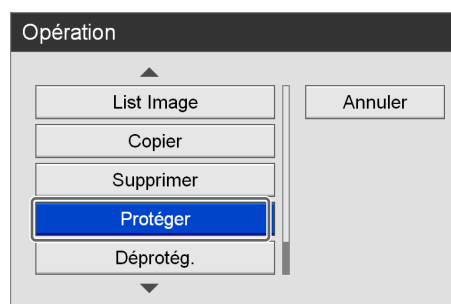 Opération
List Image
Annuler
Copier
Supprimer
Protéger
Déprotég.